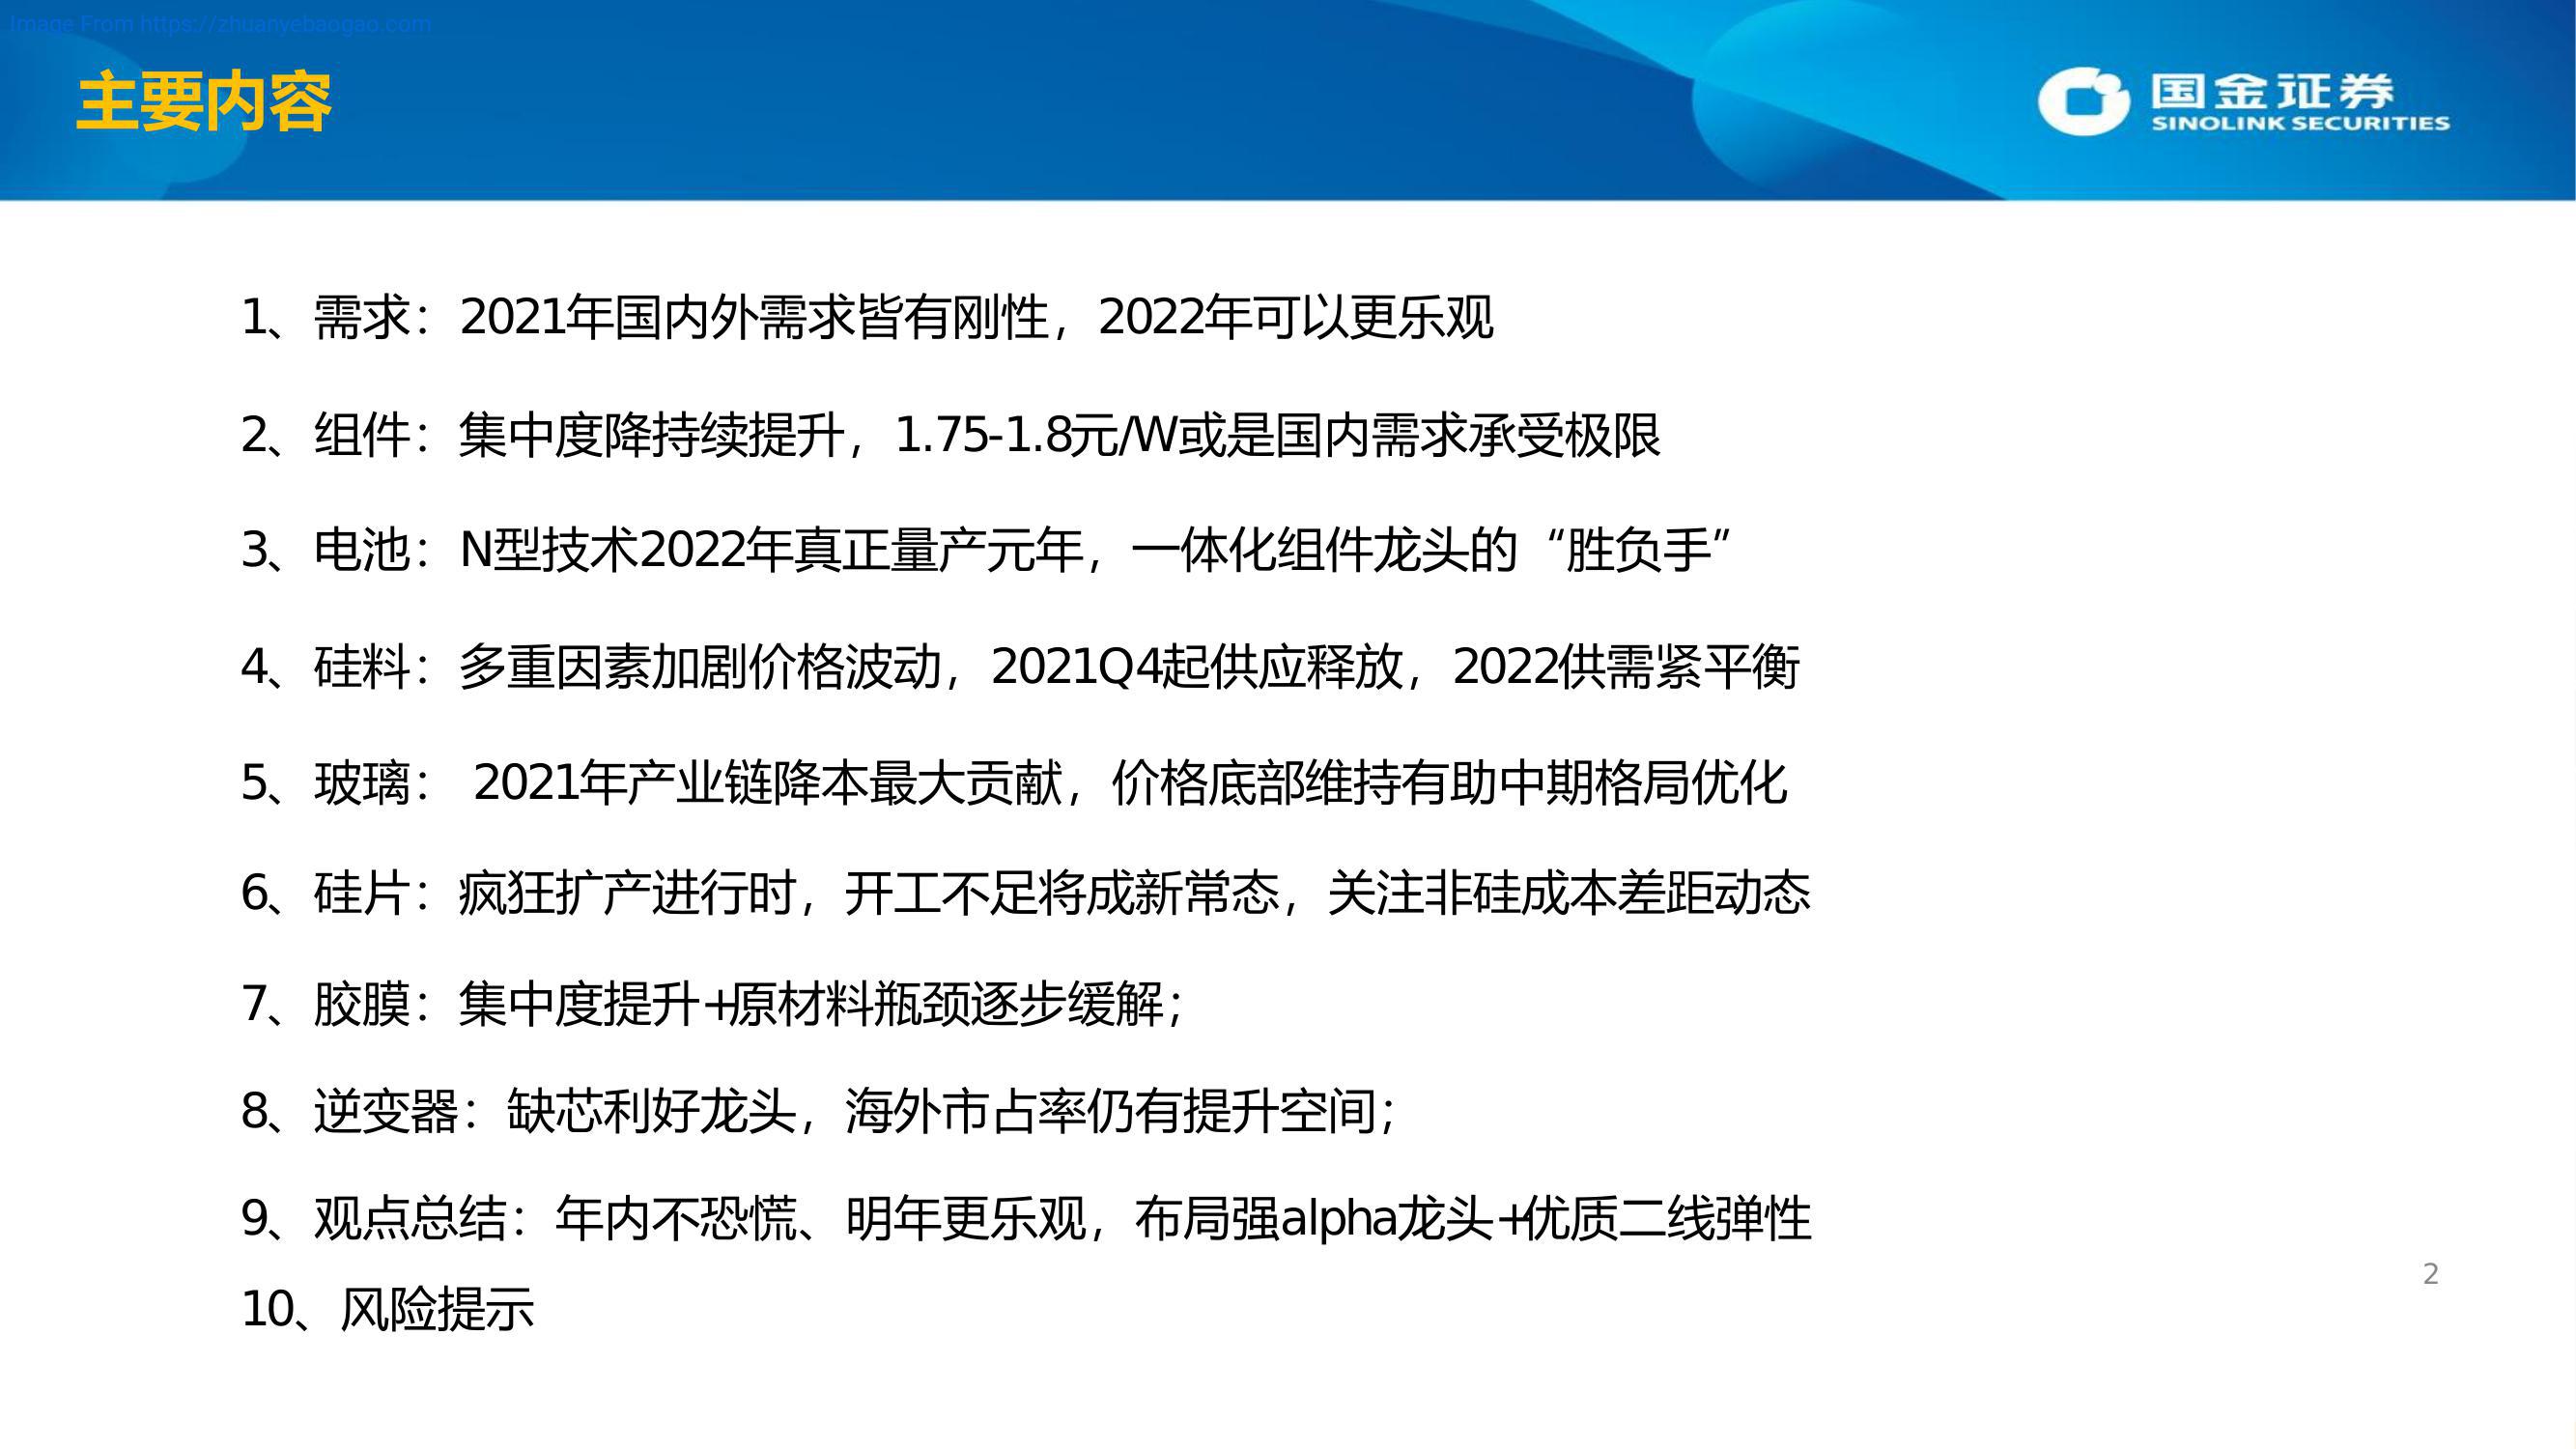 Image From https://zhuanyebaogao.com
主要内容
国金证券
SINOLINK SECURITIES
1、需求：2021年国内外需求皆有刚性，2022年可以更乐观
2、组件：集中度降持续提升，1.75-1.8元/W或是国内需求承受极限
3、电池：N型技术2022年真正量产元年，一体化组件龙头的“胜负手”
4、硅料：多重因素加剧价格波动，2021Q4起供应释放，2022供需紧平衡
5、玻璃： 2021年产业链降本最大贡献，价格底部维持有助中期格局优化
6、硅片：疯狂扩产进行时，开工不足将成新常态，关注非硅成本差距动态
7、胶膜：集中度提升+原材料瓶颈逐步缓解；
8、逆变器：缺芯利好龙头，海外市占率仍有提升空间；
9、观点总结：年内不恐慌、明年更乐观，布局强alpha龙头+优质二线弹性
10、风险提示
2